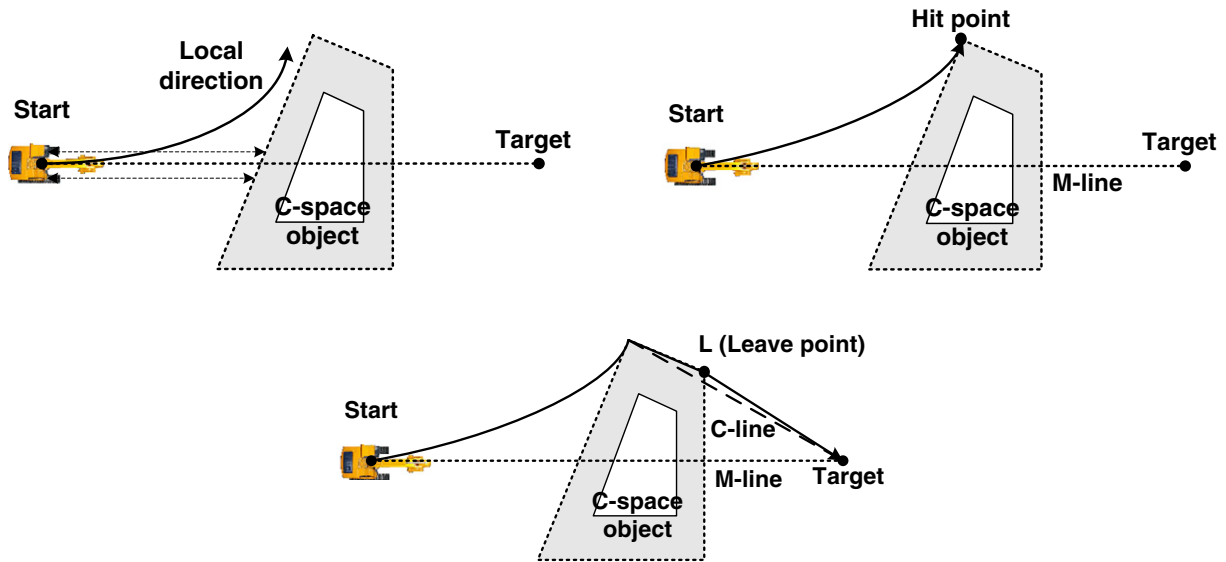 Local
direction
Start
Target
C-space
object
Hit point
Start
Target
M-line
C-space
object
L (Leave point)
Start
C-line
M-line
Target
C-space
object